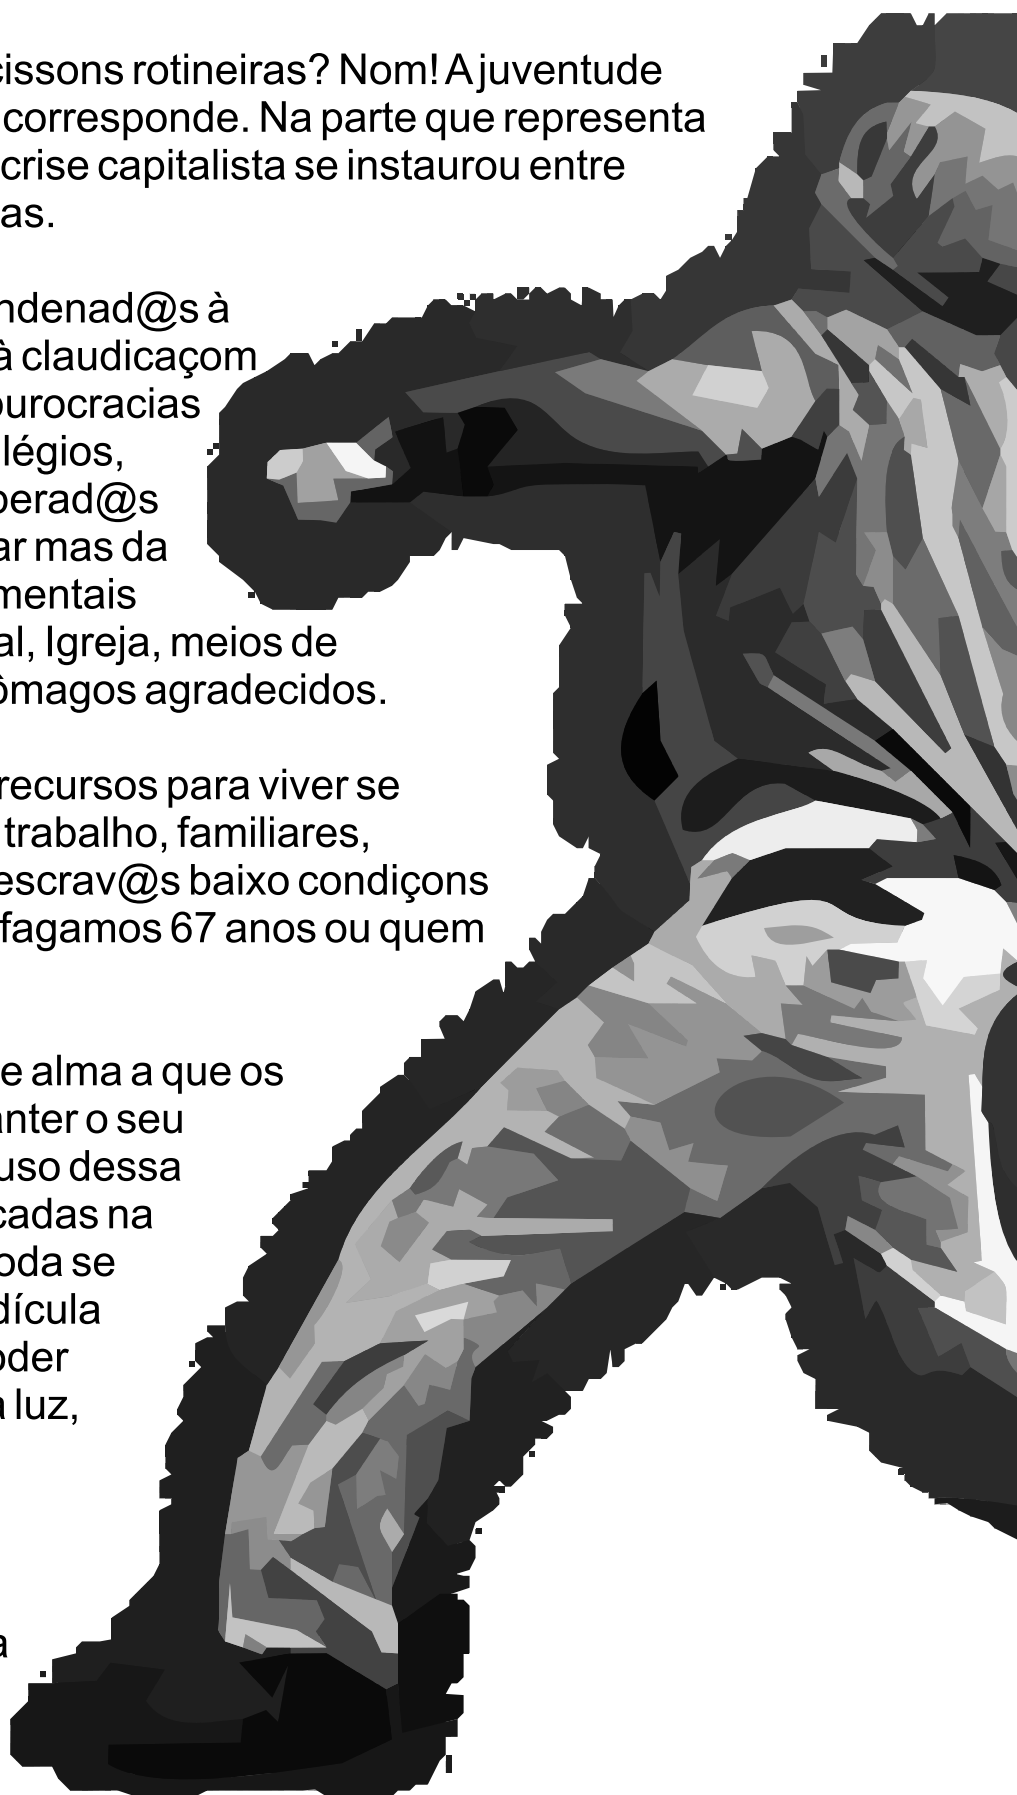 cissons rotineiras? Nom! A juventude
corresponde. Na parte que representa
crise capitalista se instaurou entre
as.
ndenad@s à
à claudicaçom
burocracias
légios,
perad@s
ar mas da
mentais
al, Igreja, meios de
ômagos agradecidos.
recursos para viver se
trabalho, familiares,
escrav@s baixo condiçons
fagamos 67 anos ou quem
e alma a que os
anter o seu
uso dessa
cadas na
oda se
dícula
oder
a luz,
a